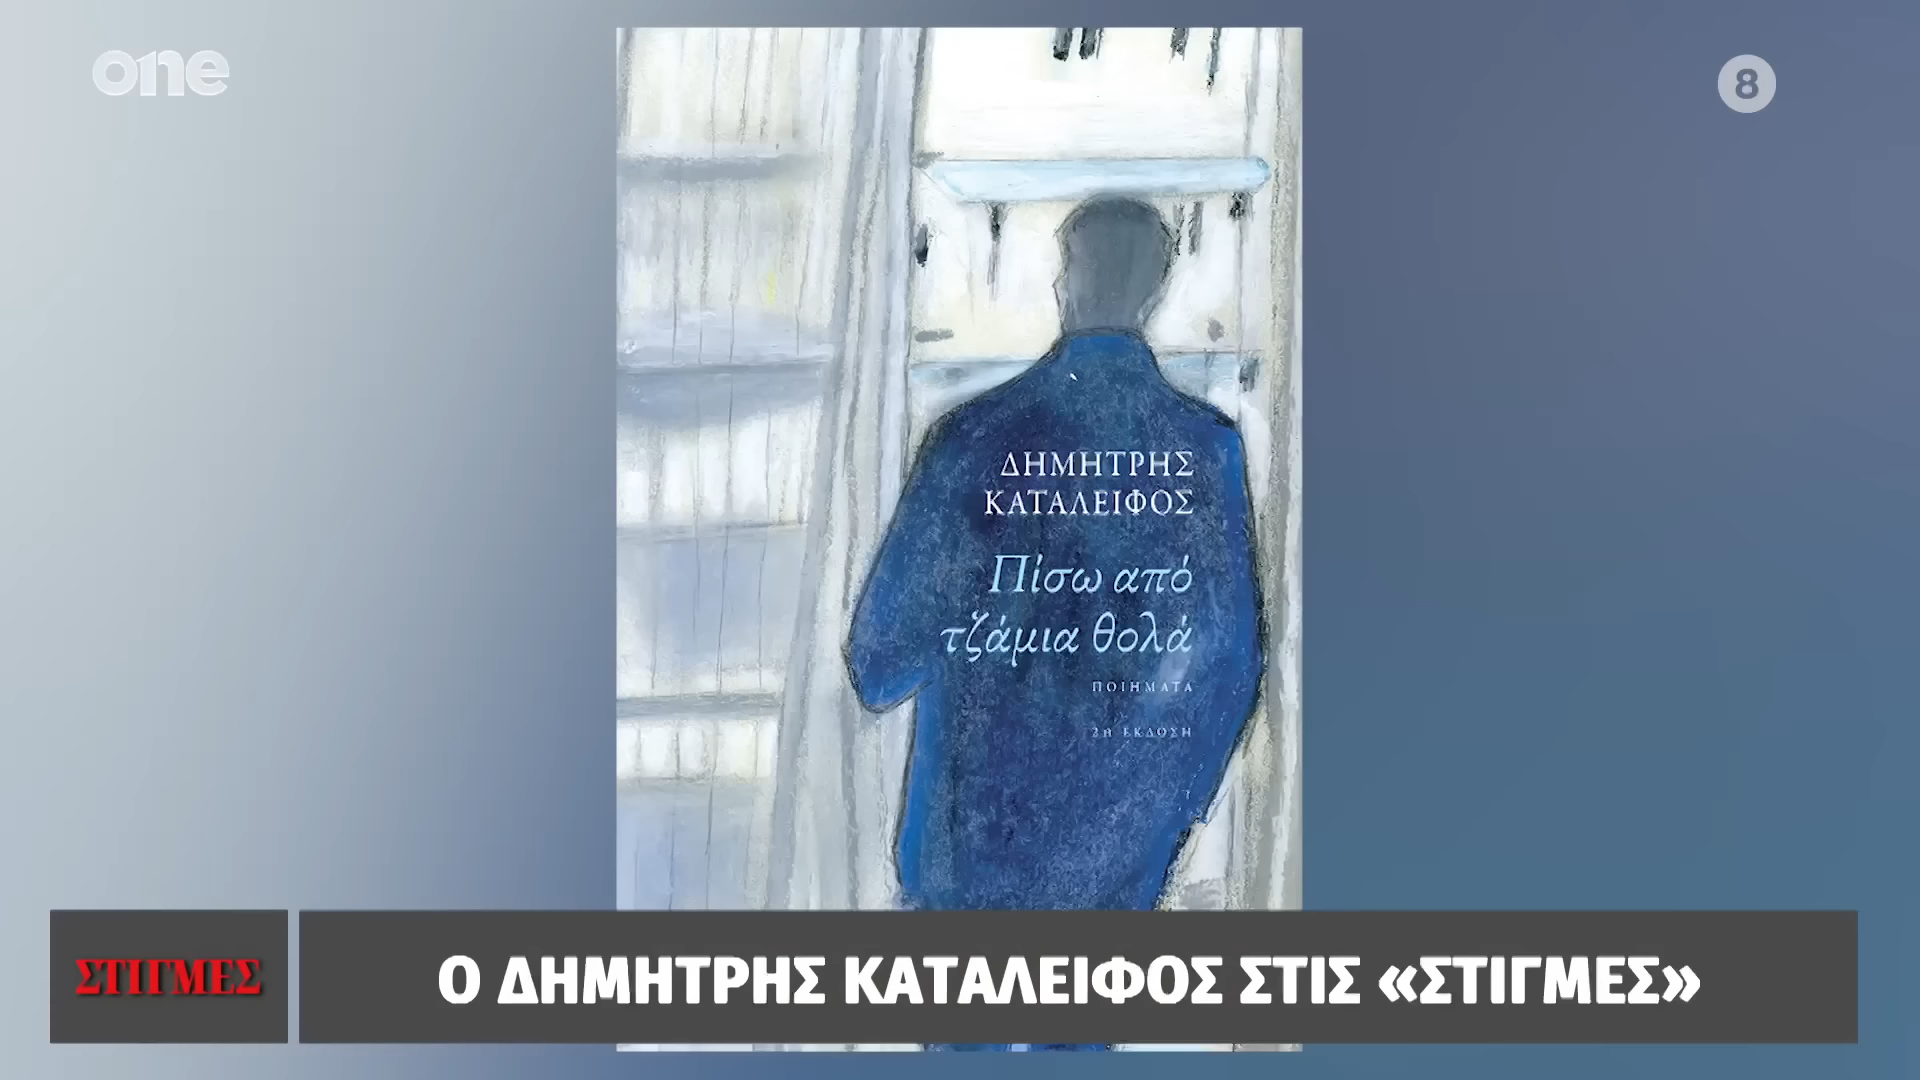 one
8
ΔΗΜΗΤΡΗΣ
ΚΑΤΑΛΕΙΦΟΣ
Πίσω από
τζάμια θολά
ΠΟΙΗΜΑΤΑ
2η ΕΚΔΟΣΗ
ΣΤΙΓΜΕΣ
Ο ΔΗΜΗΤΡΗΣ ΚΑΤΑΛΕΙΦΟΣ ΣΤΙΣ «ΣΤΙΓΜΕΣ»